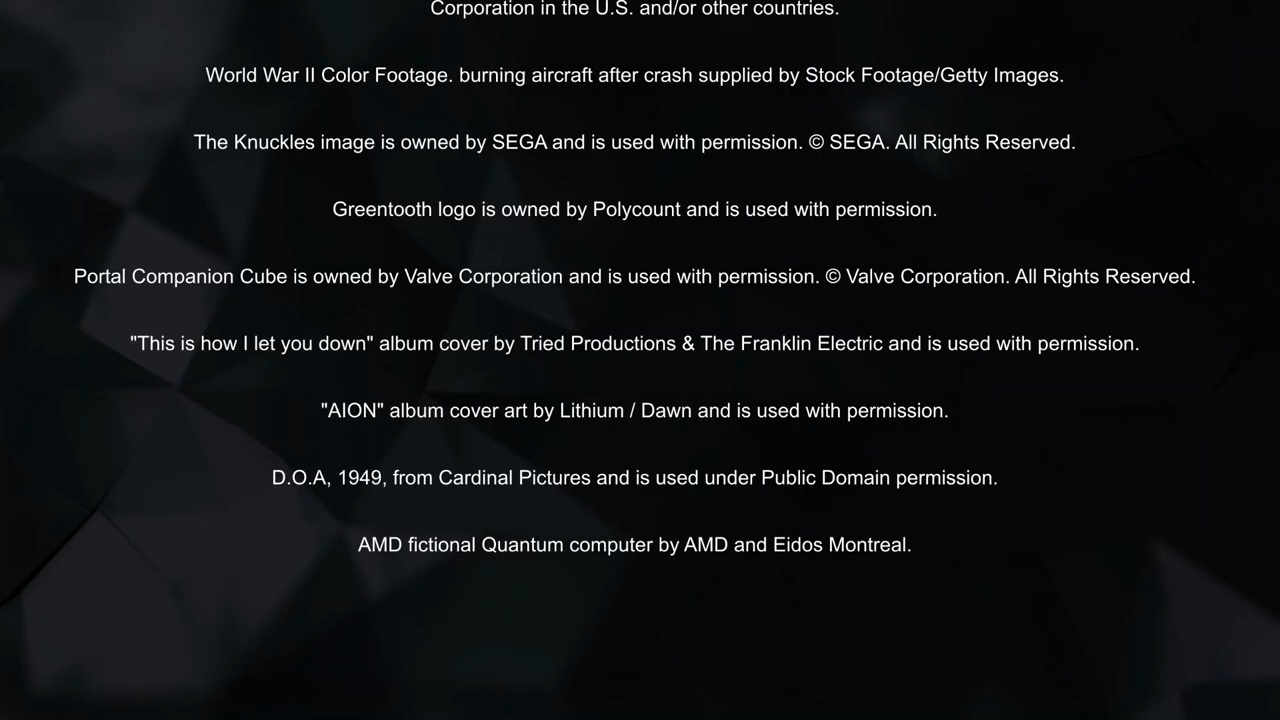 Corporation in the U.S. and/or other countries.
World War II Color Footage. burning aircraft after crash supplied by Stock Footage/Getty Images.
The Knuckles image is owned by SEGA and is used with permission. © SEGA. All Rights Reserved.
Greentooth logo is owned by Polycount and is used with permission.
Portal Companion Cube is owned by Valve Corporation and is used with permission. © Valve Corporation. All Rights Reserved.
"This is how I let you down" album cover by Tried Productions & The Franklin Electric and is used with permission.
"AION" album cover art by Lithium / Dawn and is used with permission.
D.O.A, 1949, from Cardinal Pictures and is used under Public Domain permission.
AMD fictional Quantum computer by AMD and Eidos Montreal.